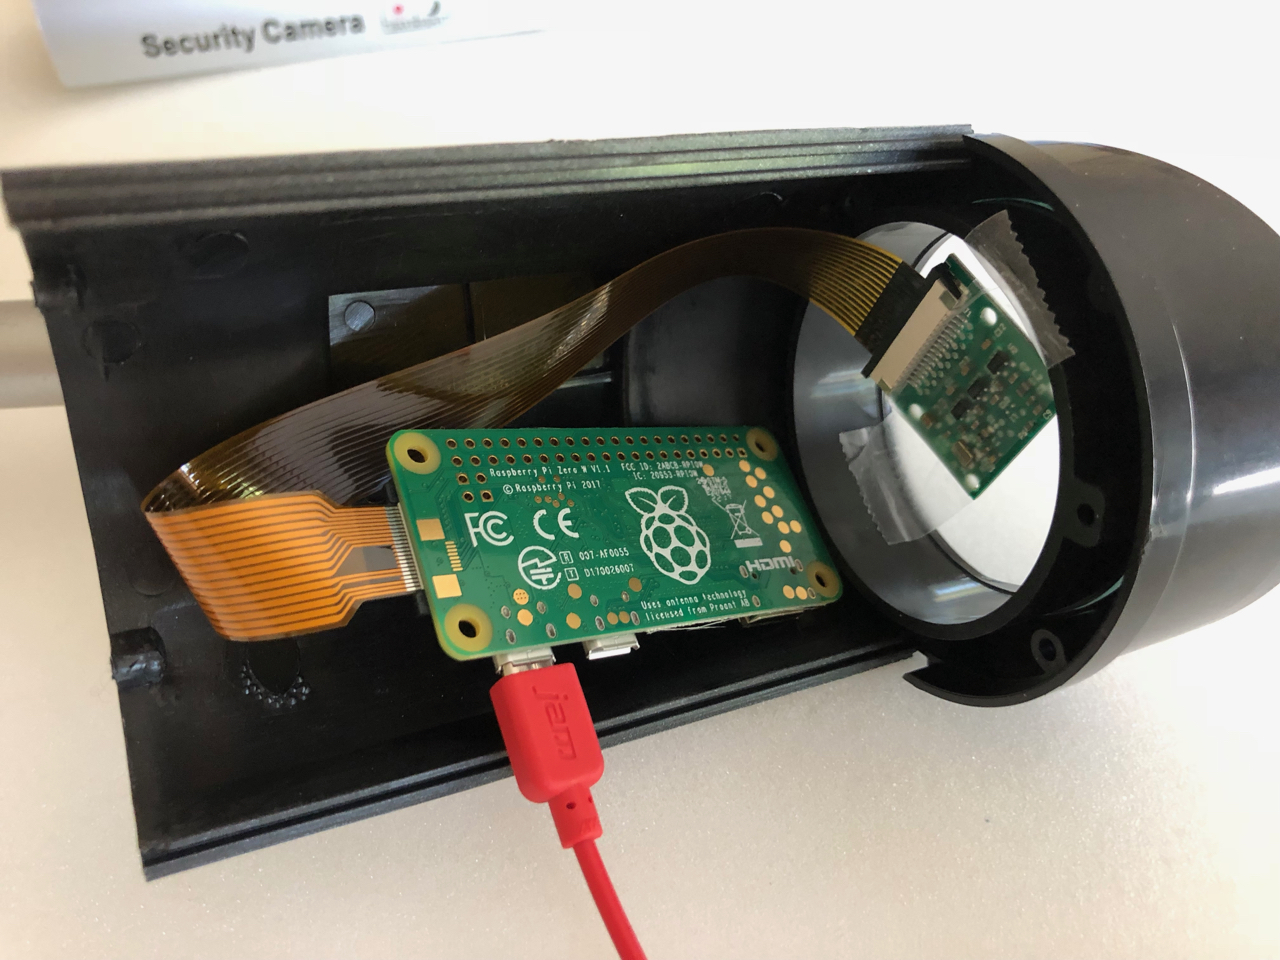 Security Camera
Raspberry Pi Zero W V1.1
© Raspberry Pi 2017
FCC ID: 2ABCB-RPI0W
IC: 20953-RPI0W
FC CE
R 007-AF0055
T D170026007
HDMI
Uses antenna technology
licensed from Proant AB
jam